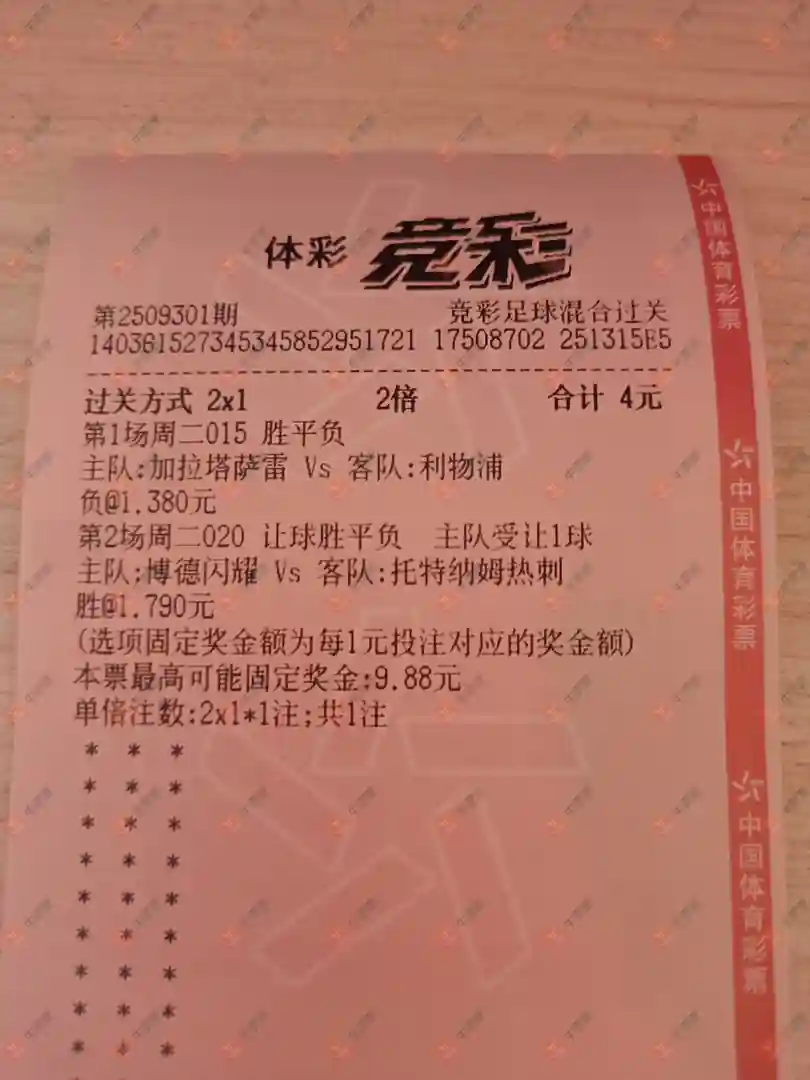 体彩 竞彩
第2509301期 竞彩足球混合过关
140361527345345852951721 17508702 251315E5
过关方式 2x1 2倍 合计 4元
第1场周二015 胜平负
主队:加拉塔萨雷 Vs 客队:利物浦
负@1.380元
第2场周二020 让球胜平负 主队受让1球
主队:博德闪耀 Vs 客队:托特纳姆热刺
胜@1.790元
(选项固定奖金额为每1元投注对应的奖金额)
本票最高可能固定奖金:9.88元
单倍注数:2x1*1注;共1注
* * *
* * *
* * *
* * *
* * *
* * *
* * *
* * *
* * *
中国体育彩票
中国体育彩票
中国体育彩票